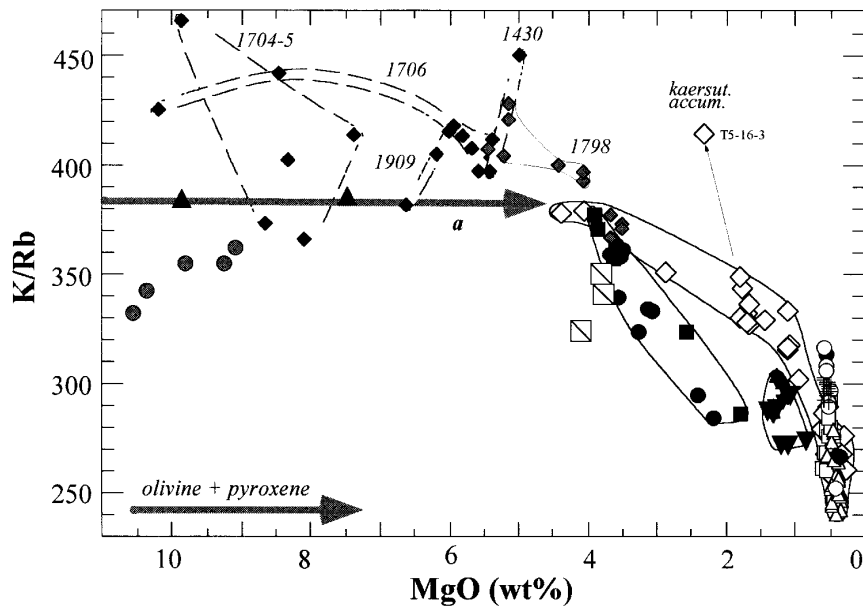 450
400
350
300
250
K/Rb
1704-5
1706
1430
1909
1798
kaersut.
accum.
T5-16-3
a
olivine + pyroxene
10
8
6
4
2
0
MgO (wt%)